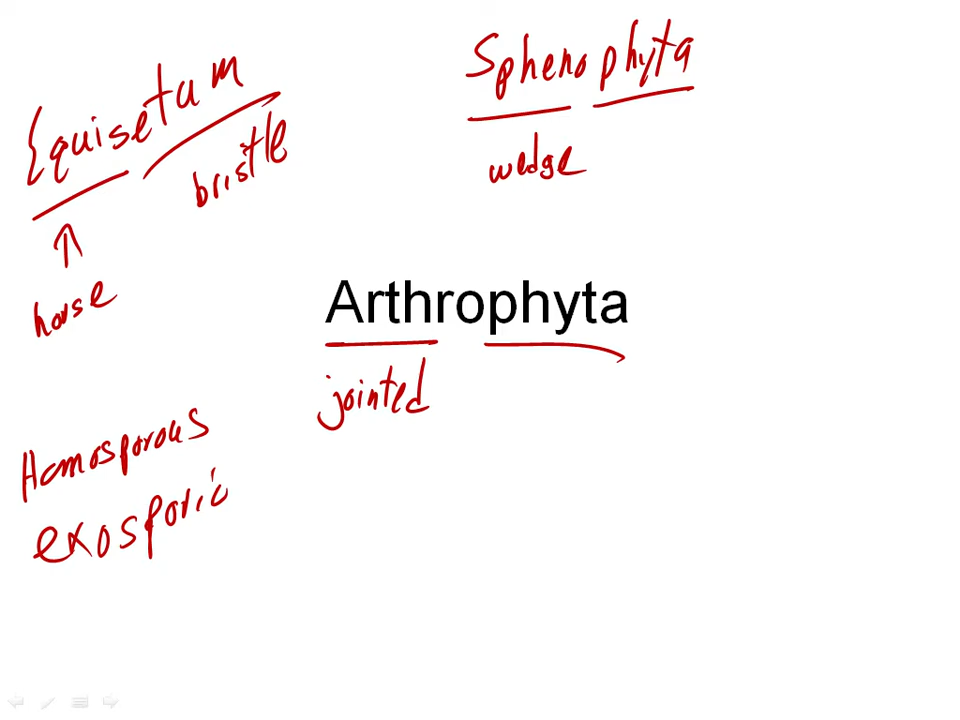 Equisetum
bristle
horse
Sphenophyta
wedge
Arthrophyta
jointed
Homosporous
exosporic